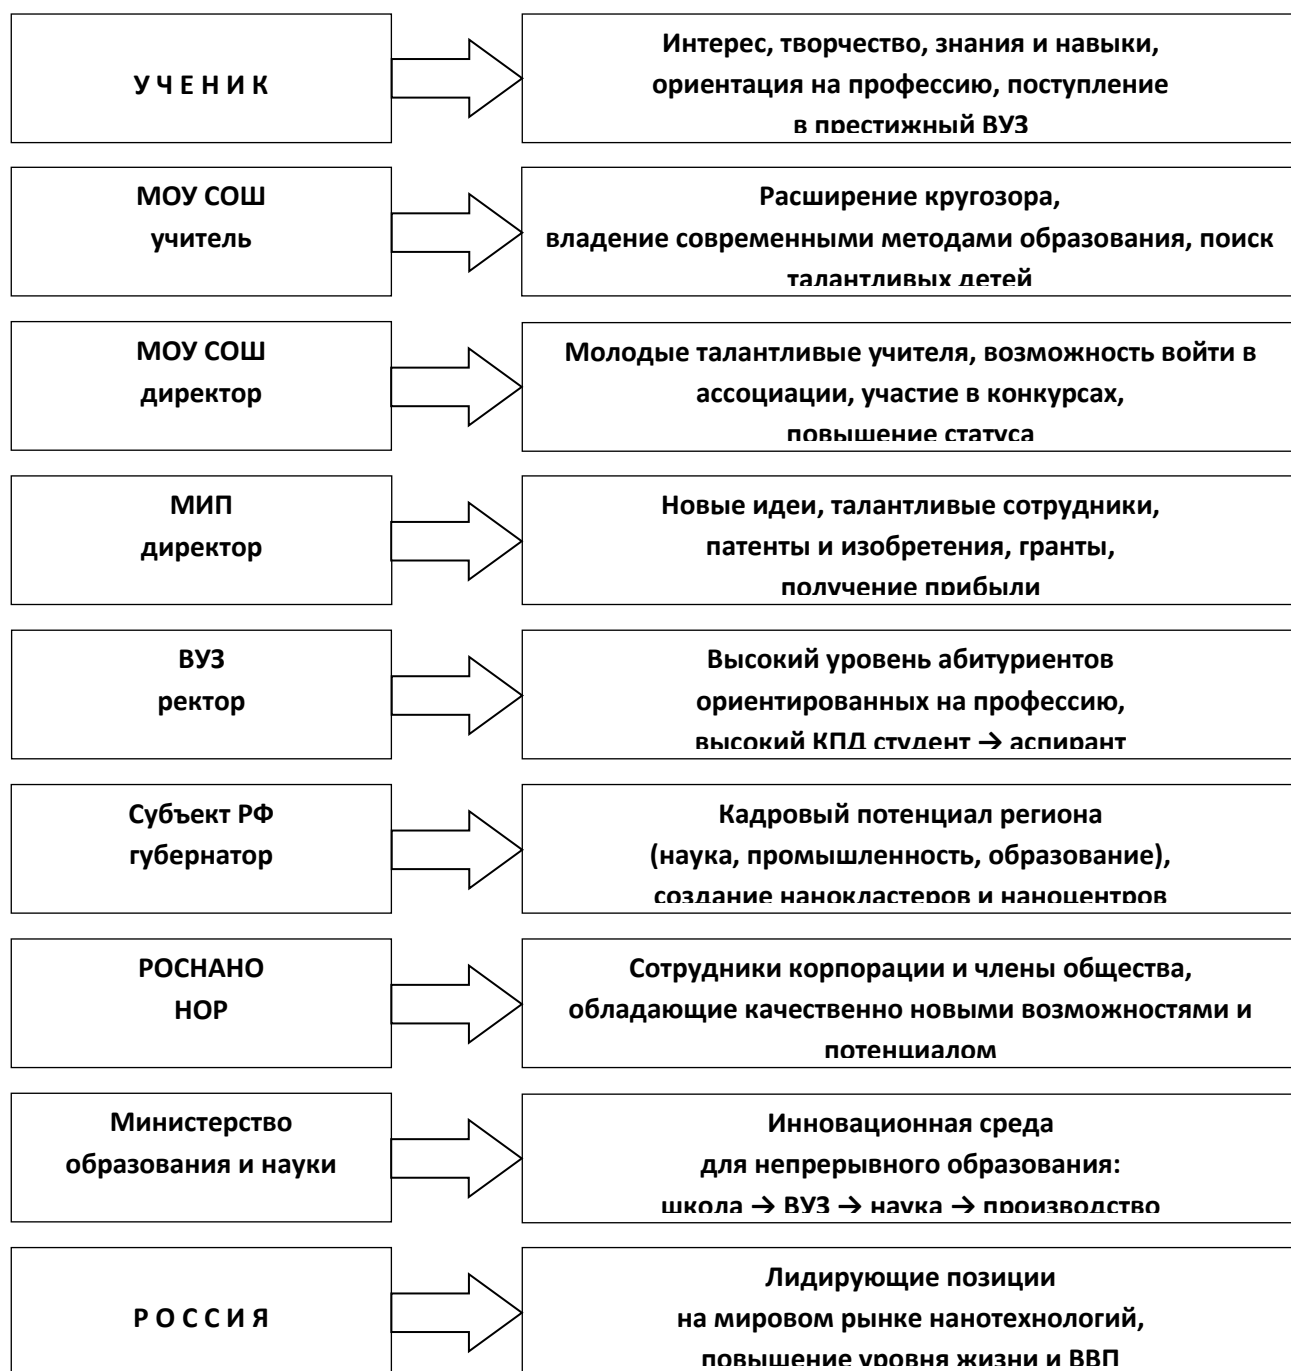 У Ч Е Н И К
Интерес, творчество, знания и навыки,
ориентация на профессию, поступление
в престижный ВУЗ
МОУ СОШ
учитель
Расширение кругозора,
владение современными методами образования, поиск
талантливых детей
МОУ СОШ
директор
Молодые талантливые учителя, возможность войти в
ассоциации, участие в конкурсах,
повышение статуса
МИП
директор
Новые идеи, талантливые сотрудники,
патенты и изобретения, гранты,
получение прибыли
ВУЗ
ректор
Высокий уровень абитуриентов
ориентированных на профессию,
высокий КПД студент → аспирант
Субъект РФ
губернатор
Кадровый потенциал региона
(наука, промышленность, образование),
создание нанокластеров и наноцентров
РОСНАНО
НОР
Сотрудники корпорации и члены общества,
обладающие качественно новыми возможностями и
потенциалом
Министерство
образования и науки
Инновационная среда
для непрерывного образования:
школа → ВУЗ → наука → производство
Р О С С И Я
Лидирующие позиции
на мировом рынке нанотехнологий,
повышение уровня жизни и ВВП